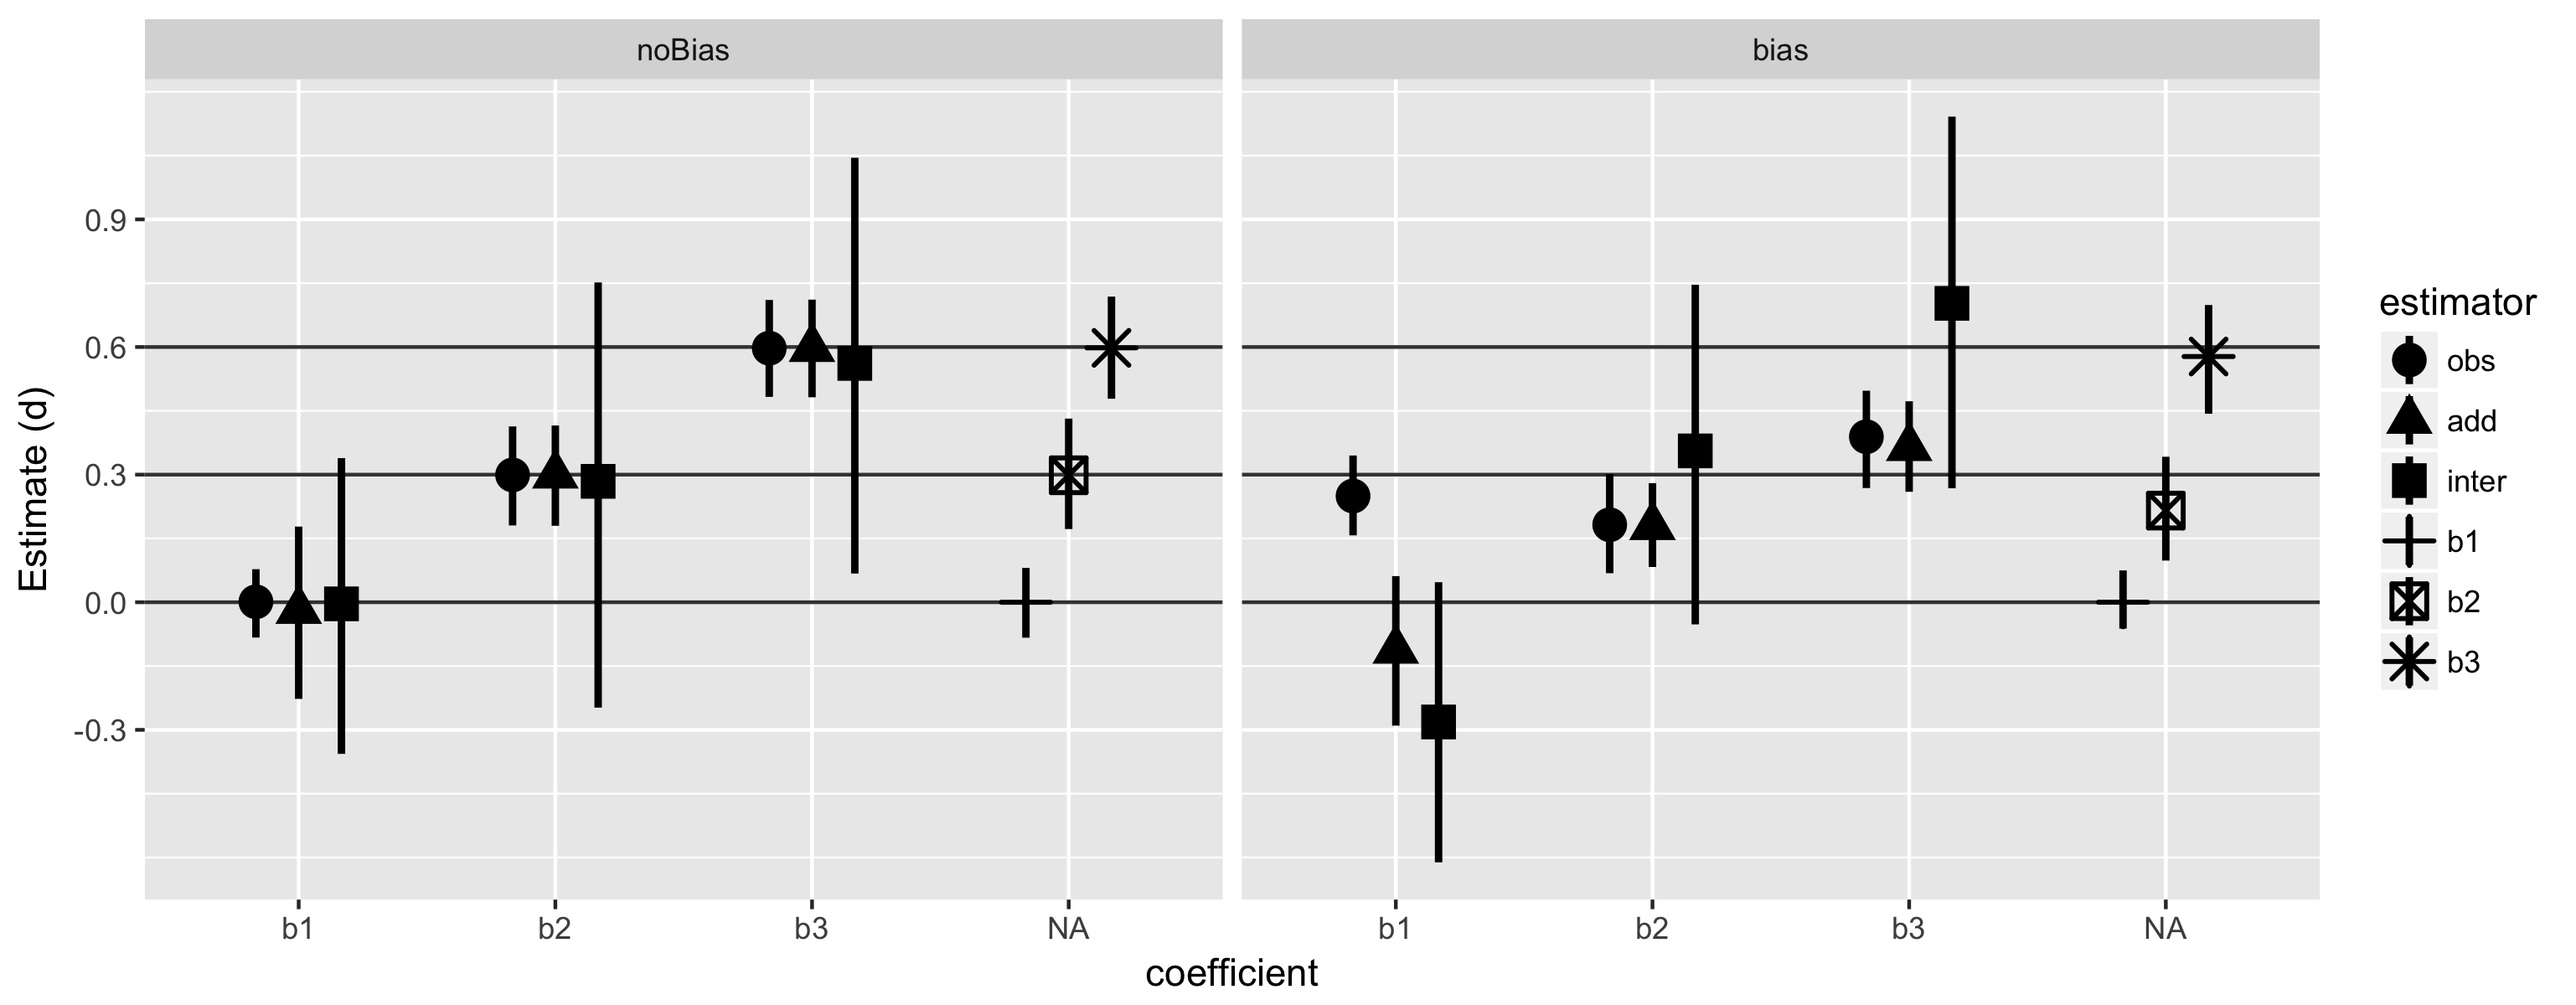 noBias
bias
Estimate (d)
0.9
0.6
0.3
0.0
-0.3
b1
b2
b3
NA
b1
b2
b3
NA
coefficient
estimator
obs
add
inter
b1
b2
b3